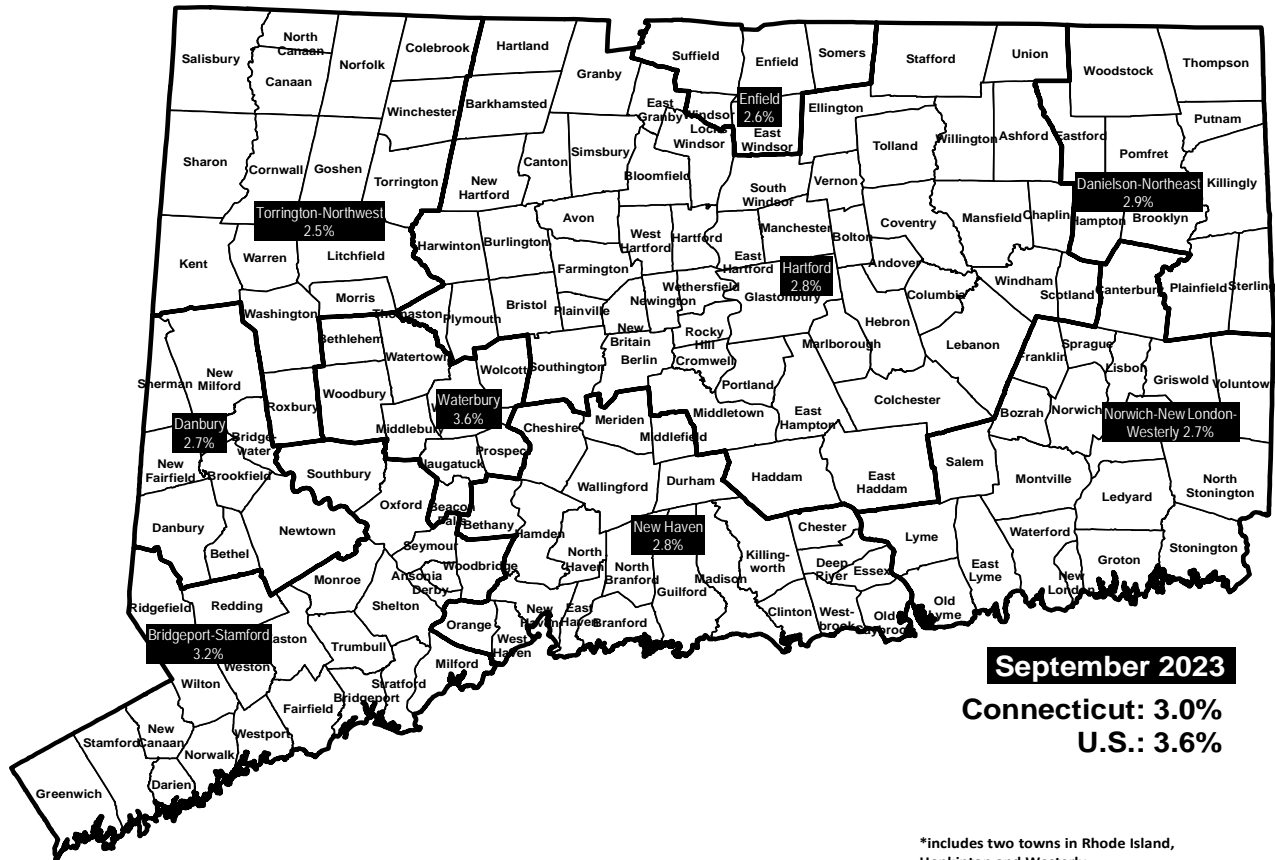 North
Canaan
Colebrook
Hartland
Salisbury
Norfolk
Canaan
Granby
Suffield
Enfield
Somers
Stafford
Union
Woodstock
Thompson
Winchester
Barkhamsted
East
Granby
Windsor
Locks
Enfield
2.6%
East
Windsor
Ellington
Putnam
Sharon
Cornwall
Goshen
Torrington
New
Hartford
Canton
Simsbury
Bloomfield
Windsor
Tolland
Willington
Ashford
Eastford
Pomfret
Killingly
Torrington-Northwest
2.5%
Avon
South
Windsor
Vernon
Danielson-Northeast
2.9%
Kent
Warren
Litchfield
Harwinton
Burlington
West
Hartford
Hartford
Manchester
Bolton
Coventry
Mansfield
Chaplin
Hampton
Brooklyn
Farmington
East
Hartford
Hartford
2.8%
Andover
Morris
Washington
Thomaston
Plymouth
Bristol
Plainville
Newington
Wethersfield
Glastonbury
Columbia
Windham
Scotland
Canterbury
Plainfield
Sterling
Bethlehem
Watertown
New
Britain
Berlin
Rocky
Hill
Cromwell
Marlborough
Hebron
Lebanon
Franklin
Sprague
Lisbon
Griswold
Voluntown
Sherman
New
Milford
Roxbury
Woodbury
Wolcott
Southington
Portland
Waterbury
3.6%
Middlebury
Danbury
2.7%
Bridge-
water
Cheshire
Meriden
Middlefield
Middletown
East
Hampton
Colchester
Bozrah
Norwich
Norwich-New London-
Westerly 2.7%
New
Fairfield
Brookfield
Southbury
Naugatuck
Prospect
Wallingford
Durham
Haddam
East
Haddam
Salem
Montville
Ledyard
North
Stonington
Danbury
Bethel
Newtown
Oxford
Beacon
Falls
Bethany
Hamden
New Haven
2.8%
Chester
Lyme
East
Lyme
Waterford
Groton
Stonington
Seymour
Woodbridge
North
Haven
North
Branford
Guilford
Madison
Killing-
worth
Deep
River
Essex
New
London
Monroe
Ansonia
Derby
Ridgefield
Redding
Shelton
Orange
West
Haven
New
Haven
East
Haven
Branford
Clinton
West-
brook
Old
Saybrook
Old
Lyme
Bridgeport-Stamford
3.2%
aston
Weston
Trumbull
Milford
Wilton
Fairfield
Bridgeport
Stratford
Stamford
New
Canaan
Norwalk
Westport
Greenwich
Darien
September 2023
Connecticut: 3.0%
U.S.: 3.6%
*includes two towns in Rhode Island,